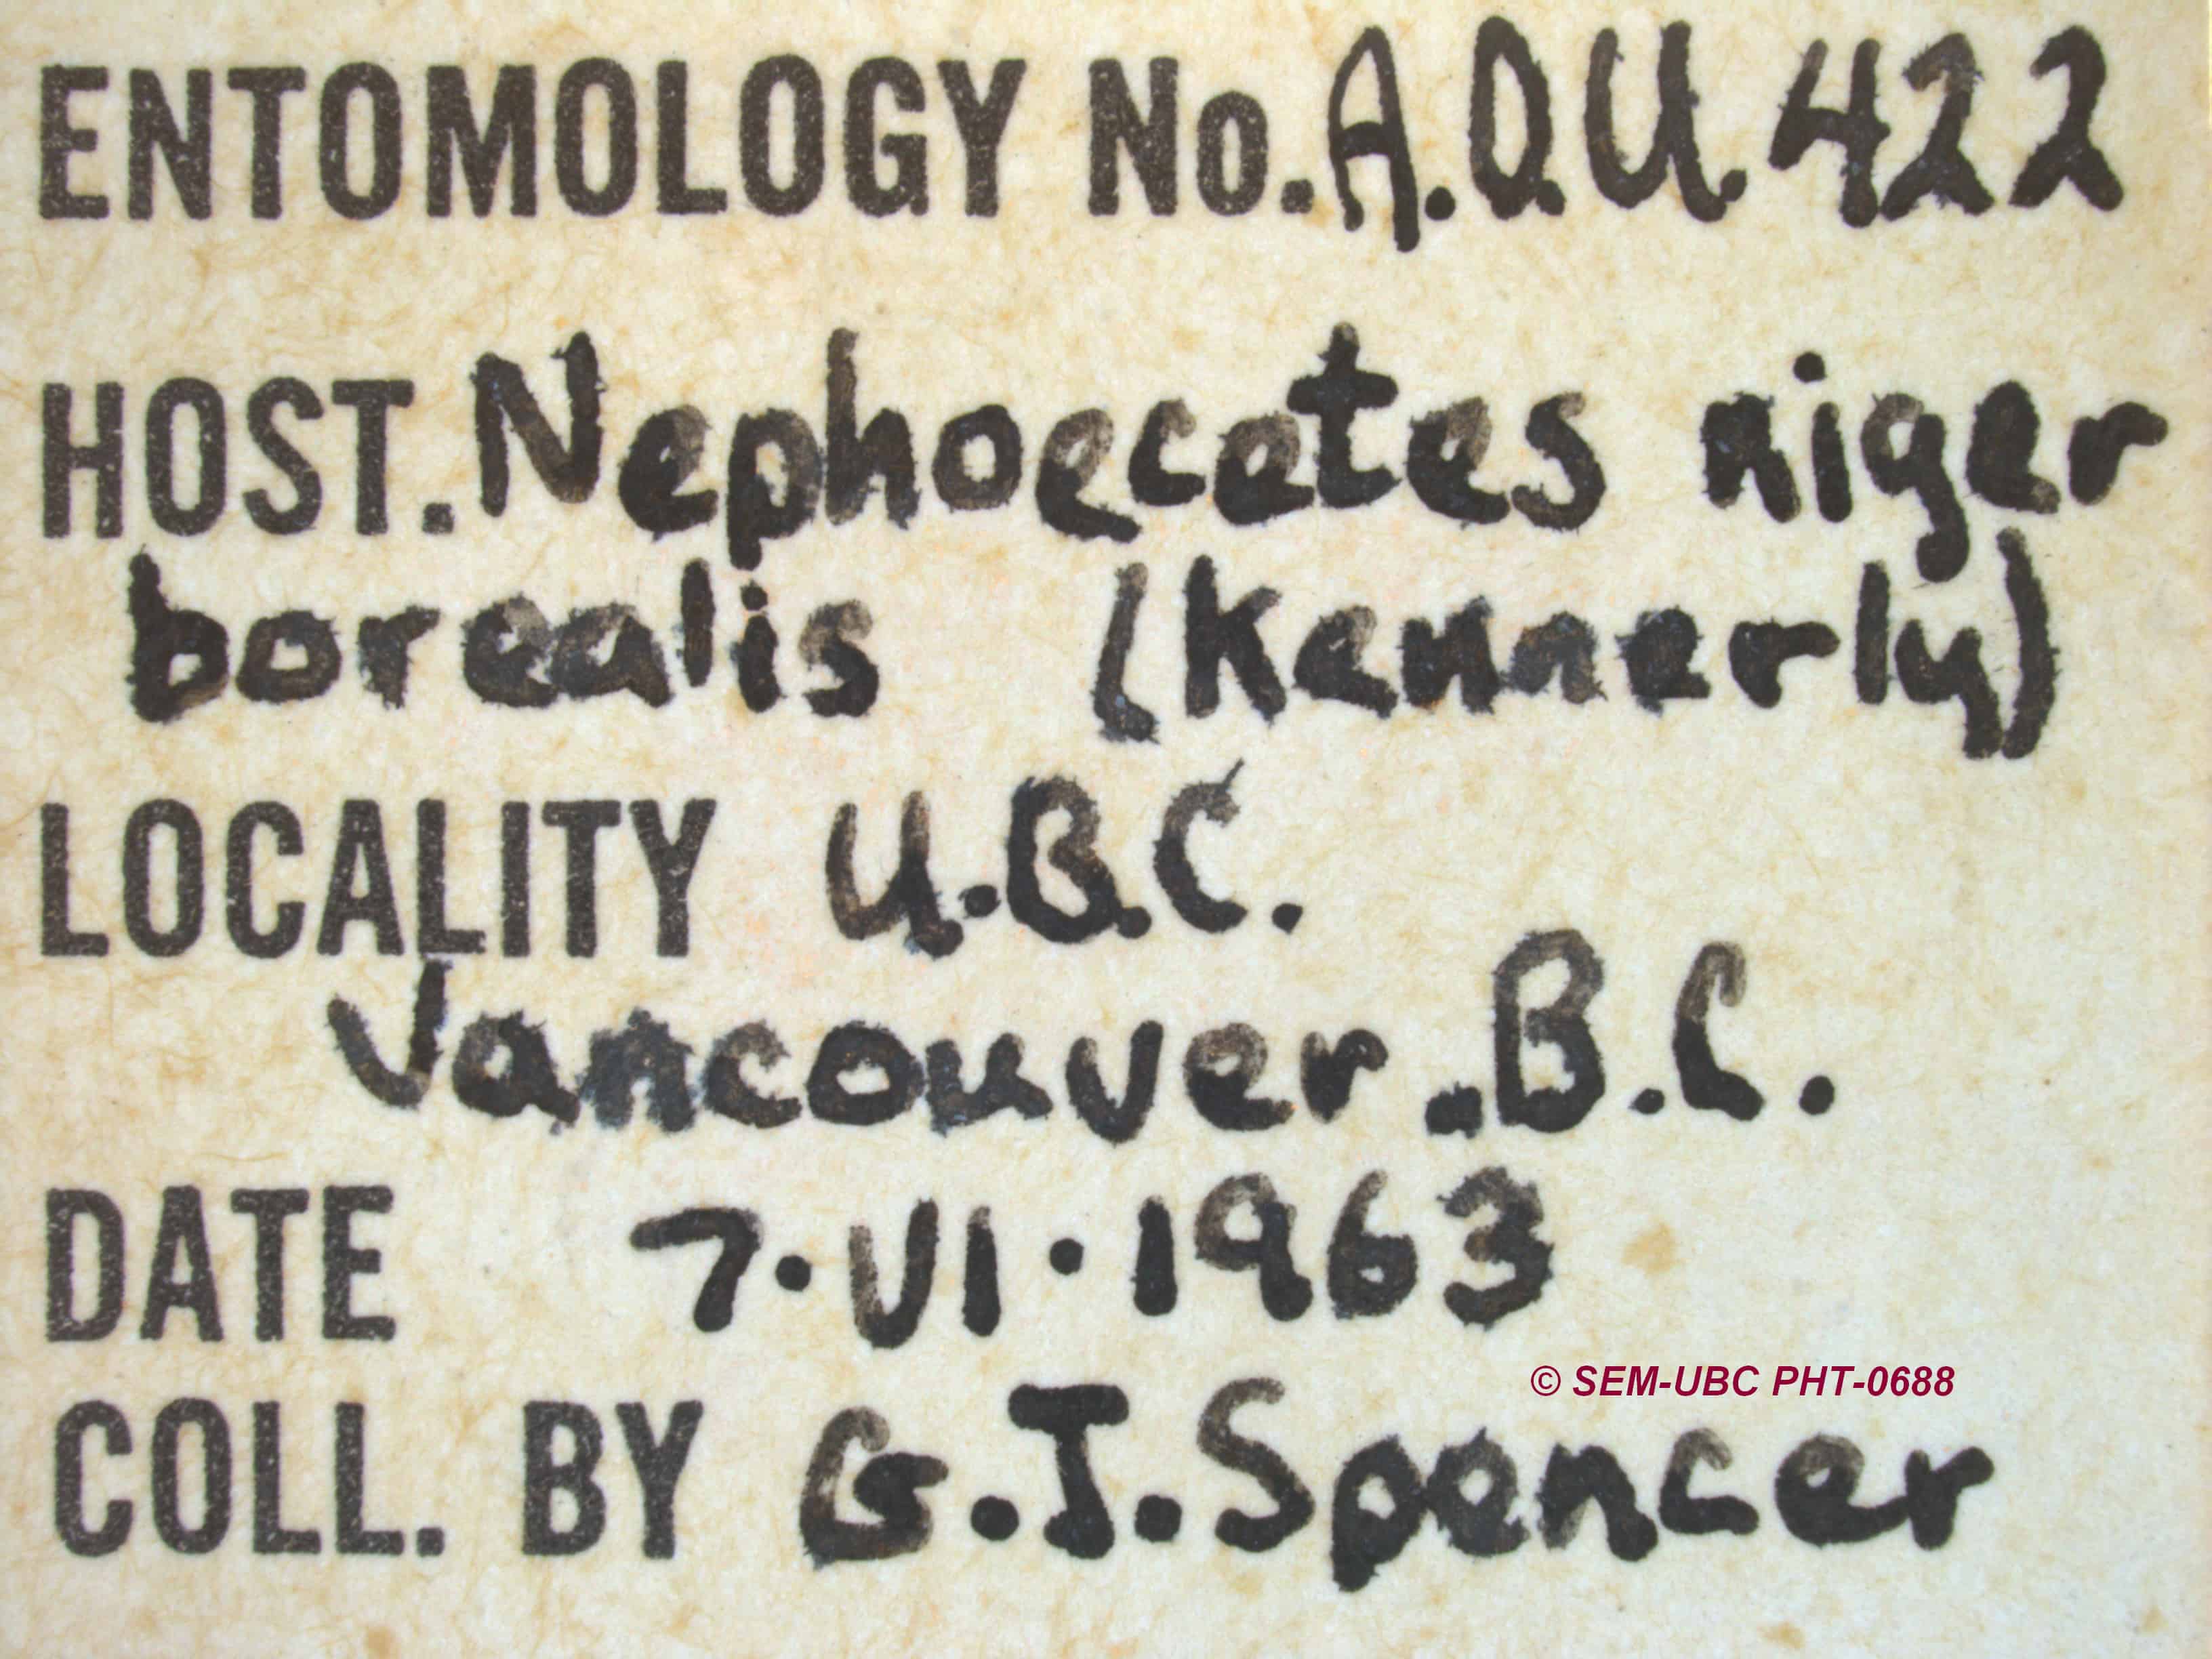 ENTOMOLOGY No. A.O.U. 422
HOST. Nephoecetes niger
borealis (Kennerly)
LOCALITY U.B.C.
Vancouver .B.C.
DATE 7.VI.1963
© SEM-UBC PHT-0688
COLL. BY G.J. Spencer